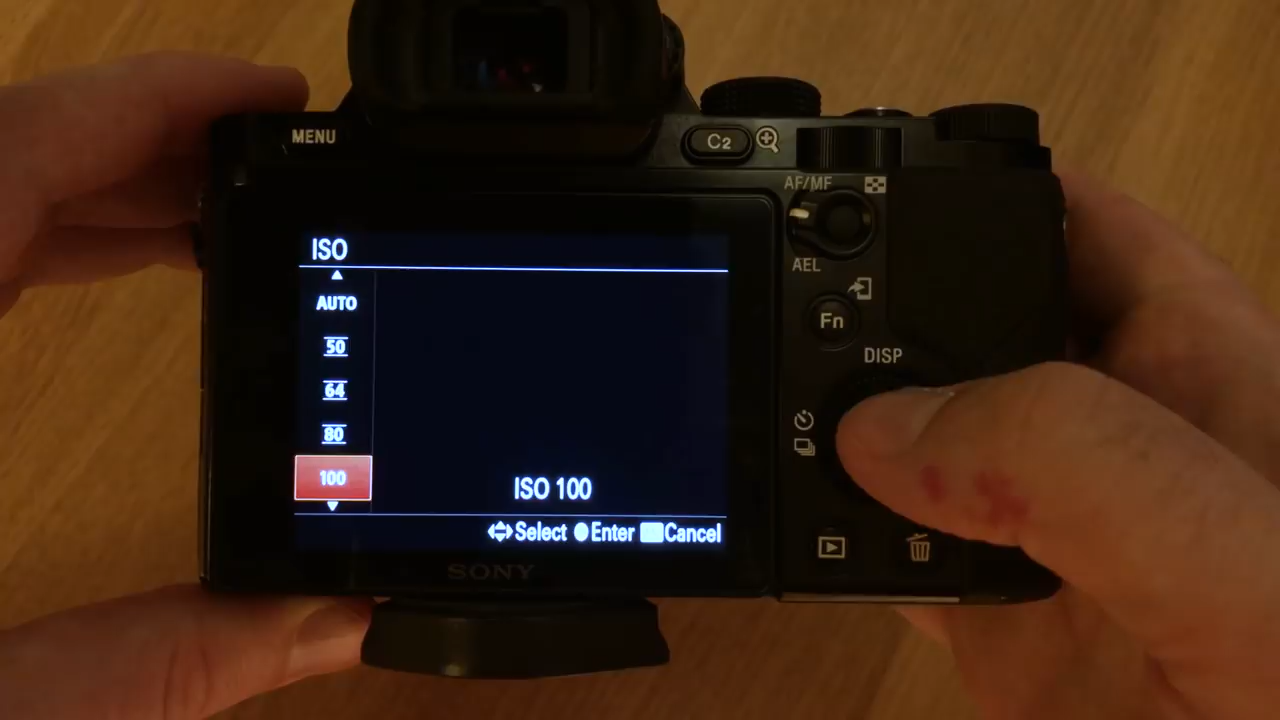 MENU
C2
AF/MF
AEL
Fn
DISP
ISO
AUTO
50
64
80
100
ISO 100
Select Enter Cancel
SONY